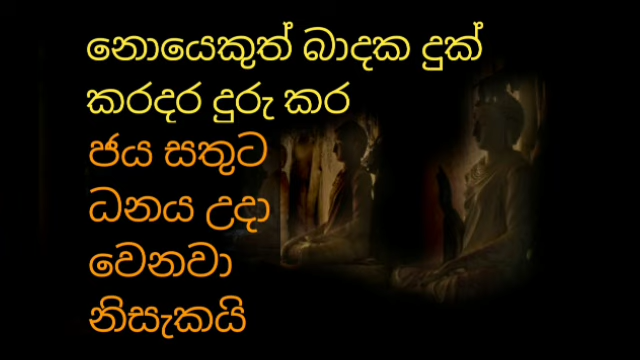 නොයෙකුත් බාදක දුක්
කරදර දුරු කර
ජය සතුට
ධනය උදා
වෙනවා
නිසැකයි